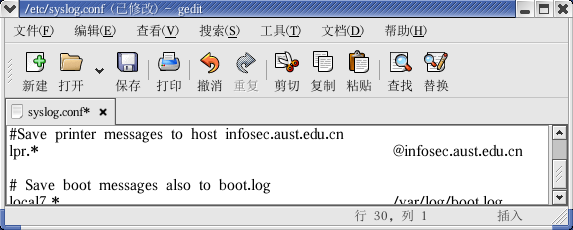 /etc/syslog.conf (已修改) - gedit
文件(F) 编辑(E) 查看(V) 搜索(S) 工具(T) 文档(D) 帮助(H)
新建 打开 保存 打印 撤消 重复 剪切 复制 粘贴 查找 替换
syslog.conf*
#Save printer messages to host infosec.aust.edu.cn
lpr.* @infosec.aust.edu.cn
# Save boot messages also to boot.log
local7.* /var/log/boot.log
行 30, 列 1 插入